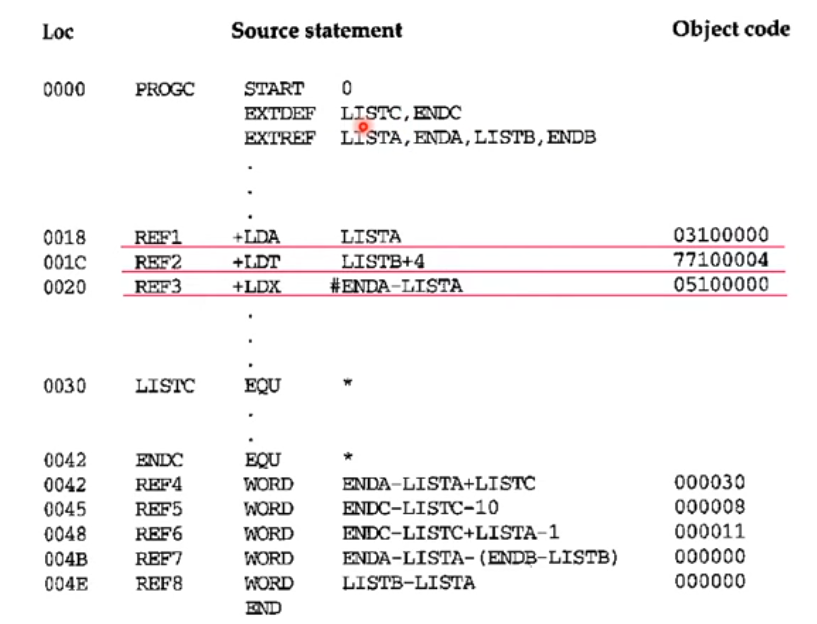 Loc Source statement Object code
0000 PROGC START 0
EXTDEF LISTC,ENDC
EXTREF LISTA,ENDA,LISTB,ENDB
.
.
.
0018 REF1 +LDA LISTA 03100000
001C REF2 +LDT LISTB+4 77100004
0020 REF3 +LDX #ENDA-LISTA 05100000
.
.
.
0030 LISTC EQU *
.
.
0042 ENDC EQU *
0042 REF4 WORD ENDA-LISTA+LISTC 000030
0045 REF5 WORD ENDC-LISTC-10 000008
0048 REF6 WORD ENDC-LISTC+LISTA-1 000011
004B REF7 WORD ENDA-LISTA-(ENDB-LISTB) 000000
004E REF8 WORD LISTB-LISTA 000000
END